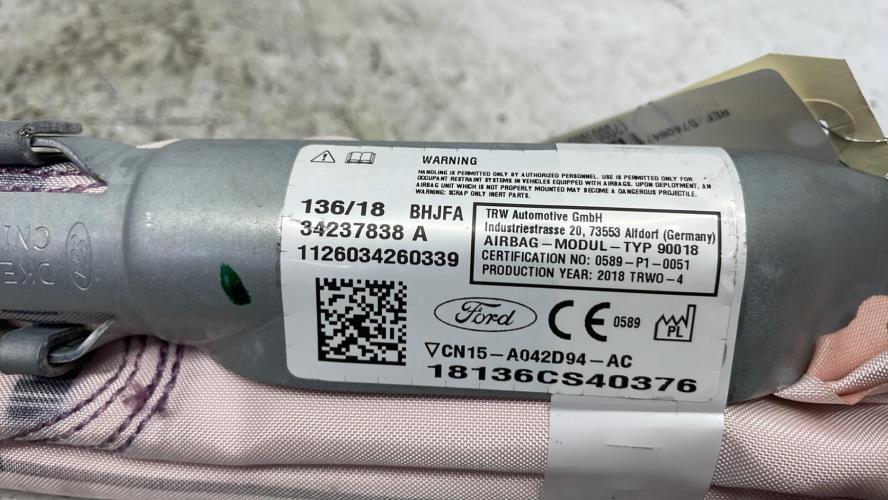 WARNING
HANDLING IS PERMITTED ONLY BY AUTHORIZED PERSONNEL. USE IS PERMITTED ONLY FOR
OCCUPANT RESTRAINT SYSTEMS IN VEHICLES EQUIPPED WITH AIRBAGS. UPON DEPLOYMENT, AN
AIRBAG UNIT WHICH IS NOT PROPERLY MOUNTED MAY BECOME A DANGEROUS PROJECTILE.
WARNING: SCRAP ONLY INERT PARTS.
136/18 BHJFA
34237838 A
1126034260339
TRW Automotive GmbH
Industriestrasse 20, 73553 Alfdorf (Germany)
AIRBAG-MODUL-TYP 90018
CERTIFICATION NO: 0589-P1-0051
PRODUCTION YEAR: 2018 TRWO-4
Ford
CE 0589
PL
▽CN15-A042D94-AC
18136CS40376